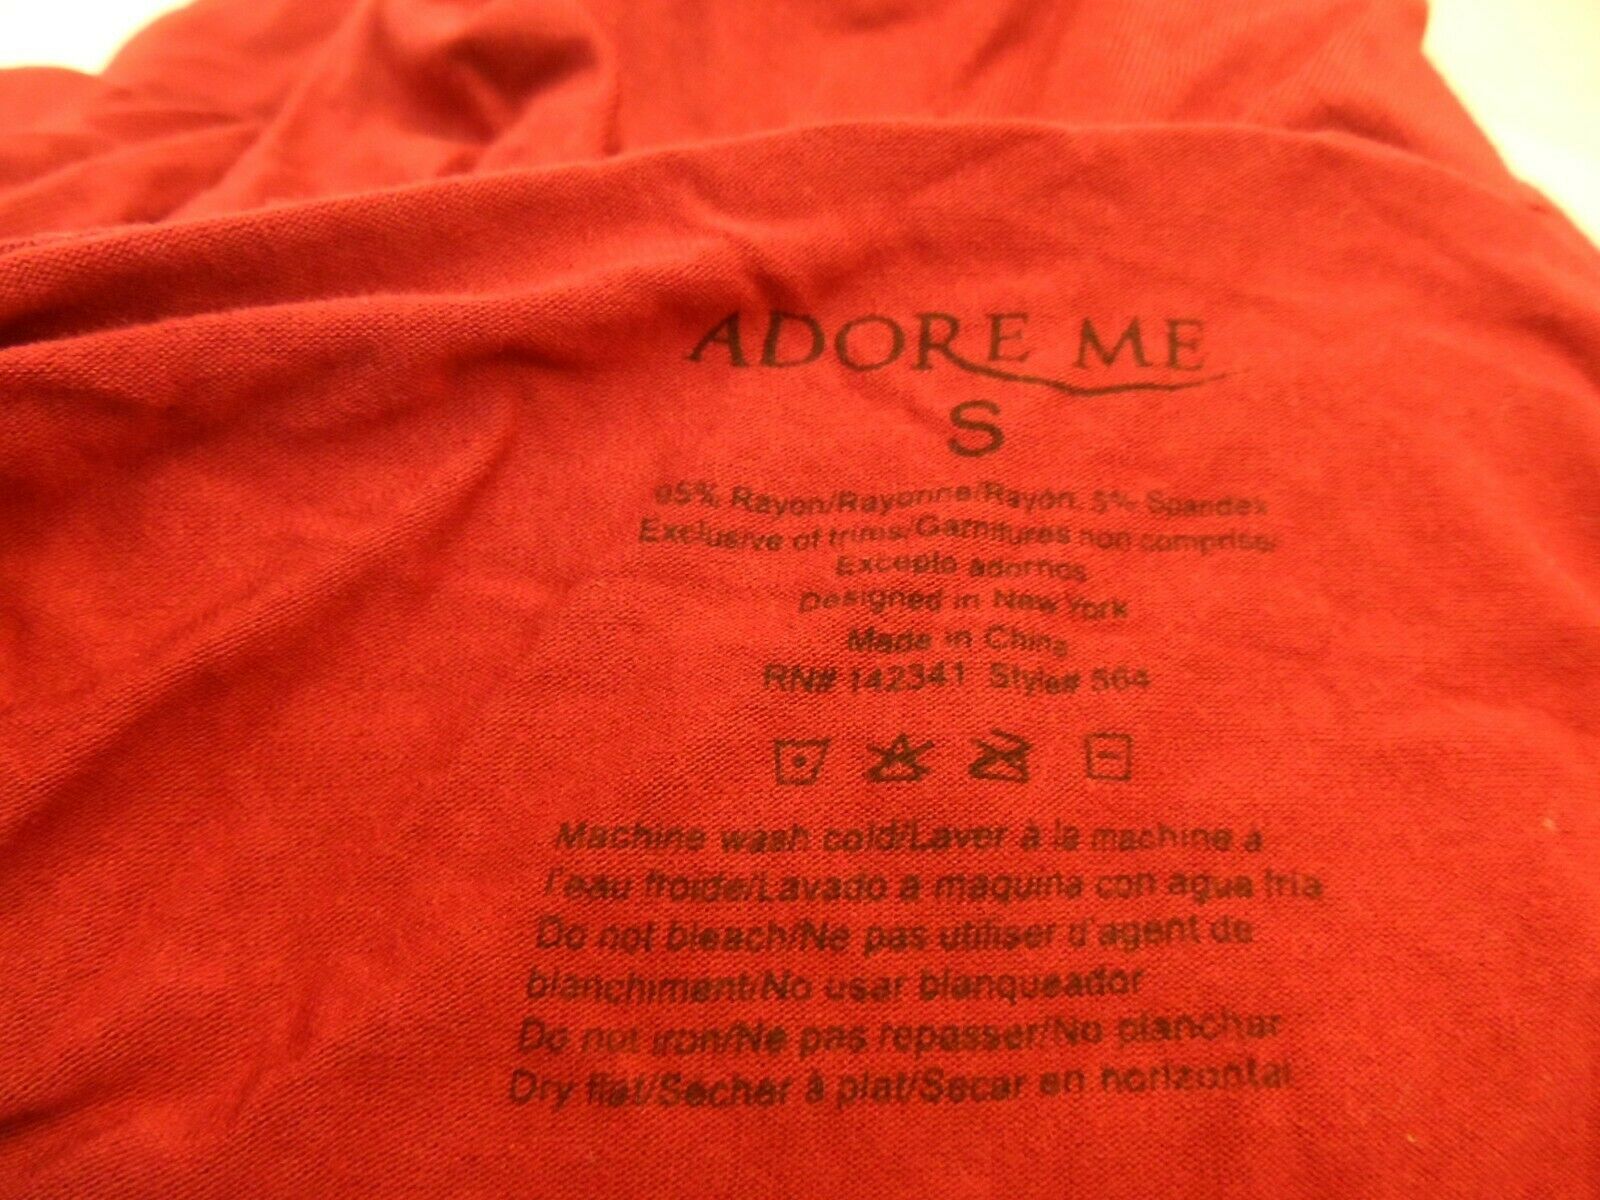 ADORE ME
S
95% Rayon/Rayonne/Rayón, 5% Spandex
Exclusive of trims/Garnitures non comprise/
Excepto adornos
Designed in New York
Made in China
RN# 142341 Style# 564
Machine wash cold/Laver à la machine à
l'eau froide/Lavado a maquina con agua fria
Do not bleach/Ne pas utiliser d'agent de
blanchiment/No usar blanqueador
Do not iron/Ne pas repasser/No planchar
Dry flat/Secher à plat/Secar en horizontal